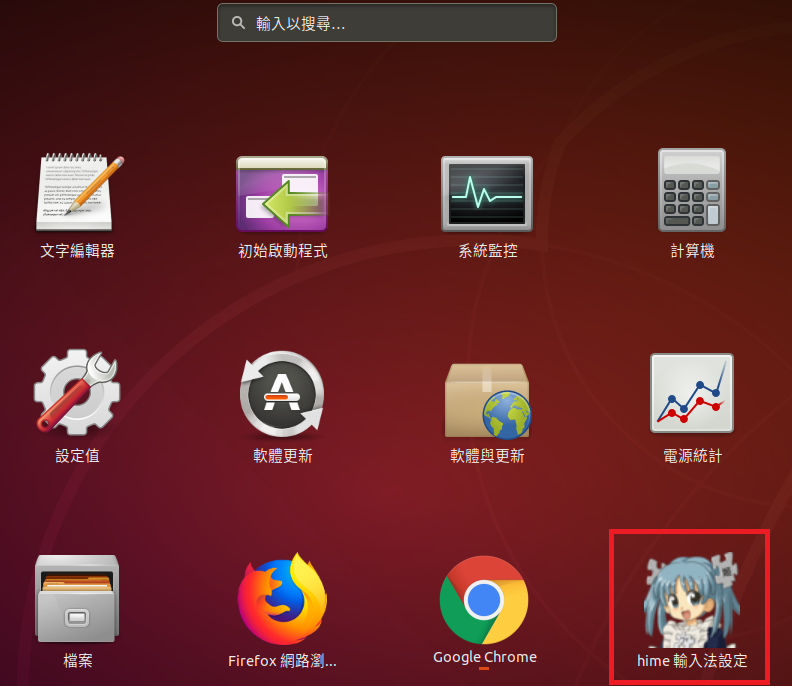 輸入以搜尋...
文字編輯器
初始啟動程式
系統監控
計算機
設定值
軟體更新
軟體與更新
電源統計
檔案
Firefox 網路瀏...
Google Chrome
hime 輸入法設定